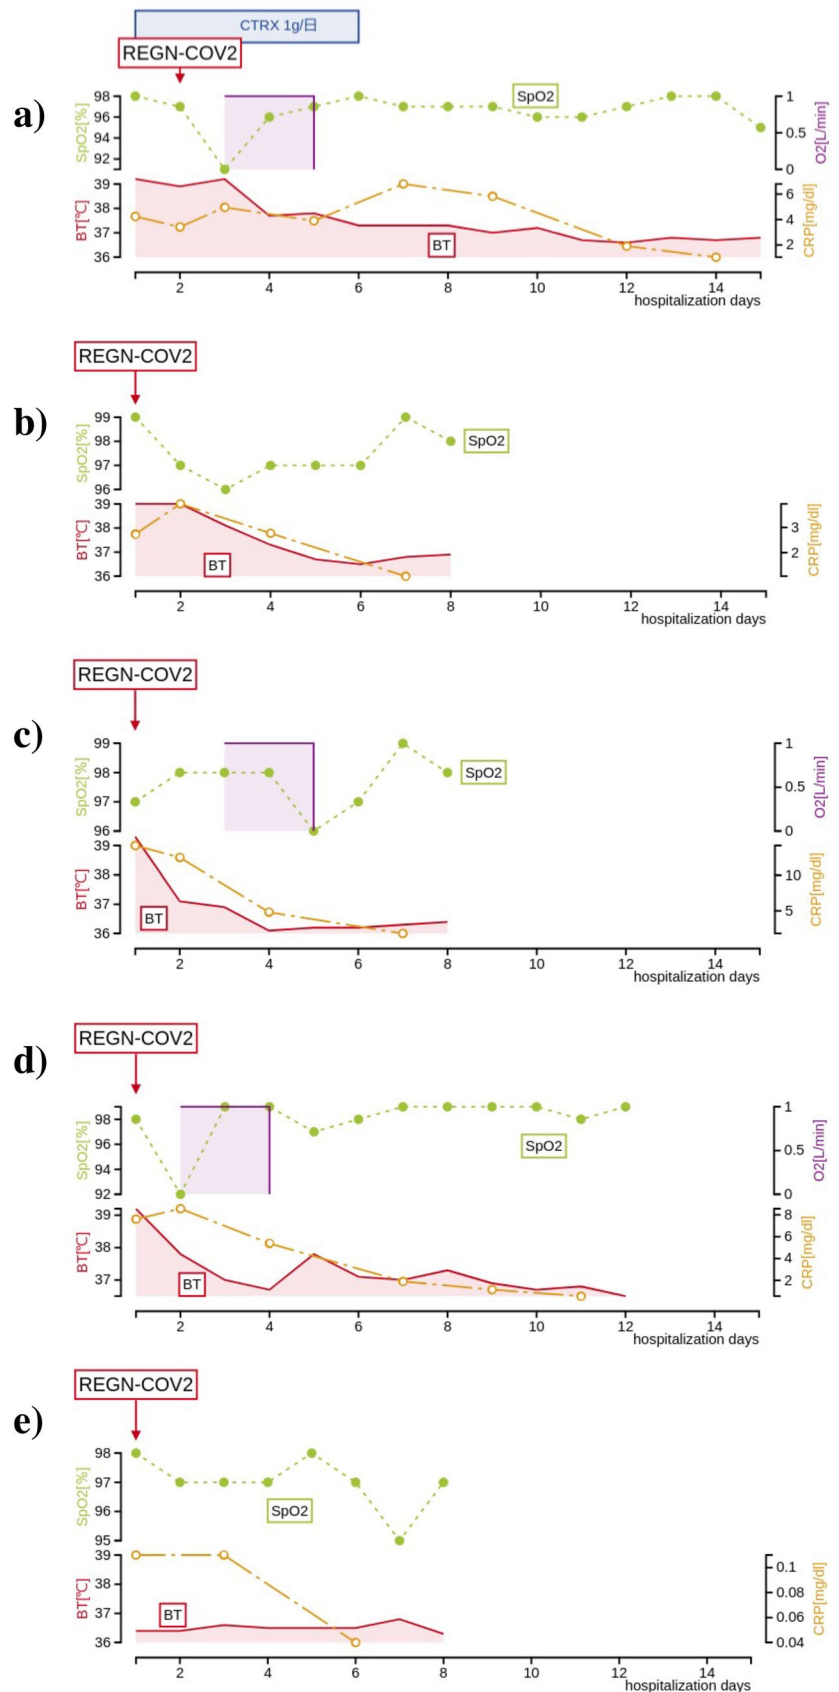 CTRX 1g/日
REGN-COV2
a)
SpO2[%]
98
96
94
92
SpO2
1
0.5
0
O2[L/min]
BT[℃]
39
38
37
36
BT
6
4
2
CRP[mg/dl]
2 4 6 8 10 12 14
hospitalization days
REGN-COV2
b)
SpO2[%]
99
98
97
96
SpO2
BT[℃]
39
38
37
36
BT
3
2
CRP[mg/dl]
2 4 6 8 10 12 14
hospitalization days
REGN-COV2
c)
SpO2[%]
99
98
97
96
SpO2
1
0.5
0
O2[L/min]
BT[℃]
39
38
37
36
BT
10
5
CRP[mg/dl]
2 4 6 8 10 12 14
hospitalization days
REGN-COV2
d)
SpO2[%]
98
96
94
92
SpO2
1
0.5
0
O2[L/min]
BT[℃]
39
38
37
BT
8
6
4
2
CRP[mg/dl]
2 4 6 8 10 12 14
hospitalization days
REGN-COV2
e)
SpO2[%]
98
97
96
95
SpO2
BT[℃]
39
38
37
36
BT
0.1
0.08
0.06
0.04
CRP[mg/dl]
2 4 6 8 10 12 14
hospitalization days